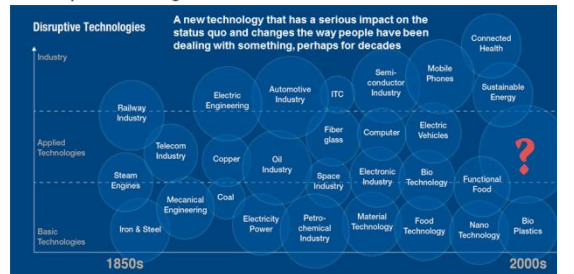 Disruptive Technologies
A new technology that has a serious impact on the
status quo and changes the way people have been
dealing with something, perhaps for decades
Connected
Health
Industry
Mobile
Phones
Semi-
conductor
Industry
Sustainable
Energy
Automotive
Industry
ITC
Electric
Engineering
Railway
Industry
Applied
Technologies
Telecom
Industry
Copper
Oil
Industry
Fiber
glass
Computer
Electric
Vehicles
?
Steam
Engines
Space
Industry
Electronic
Industry
Bio
Technology
Functional
Food
Mecanical
Engineering
Coal
Basic
Technologies
Iron & Steel
Electricity
Power
Petro-
chemical
Industry
Material
Technology
Food
Technology
Nano
Technology
Bio
Plastics
1850s
2000s